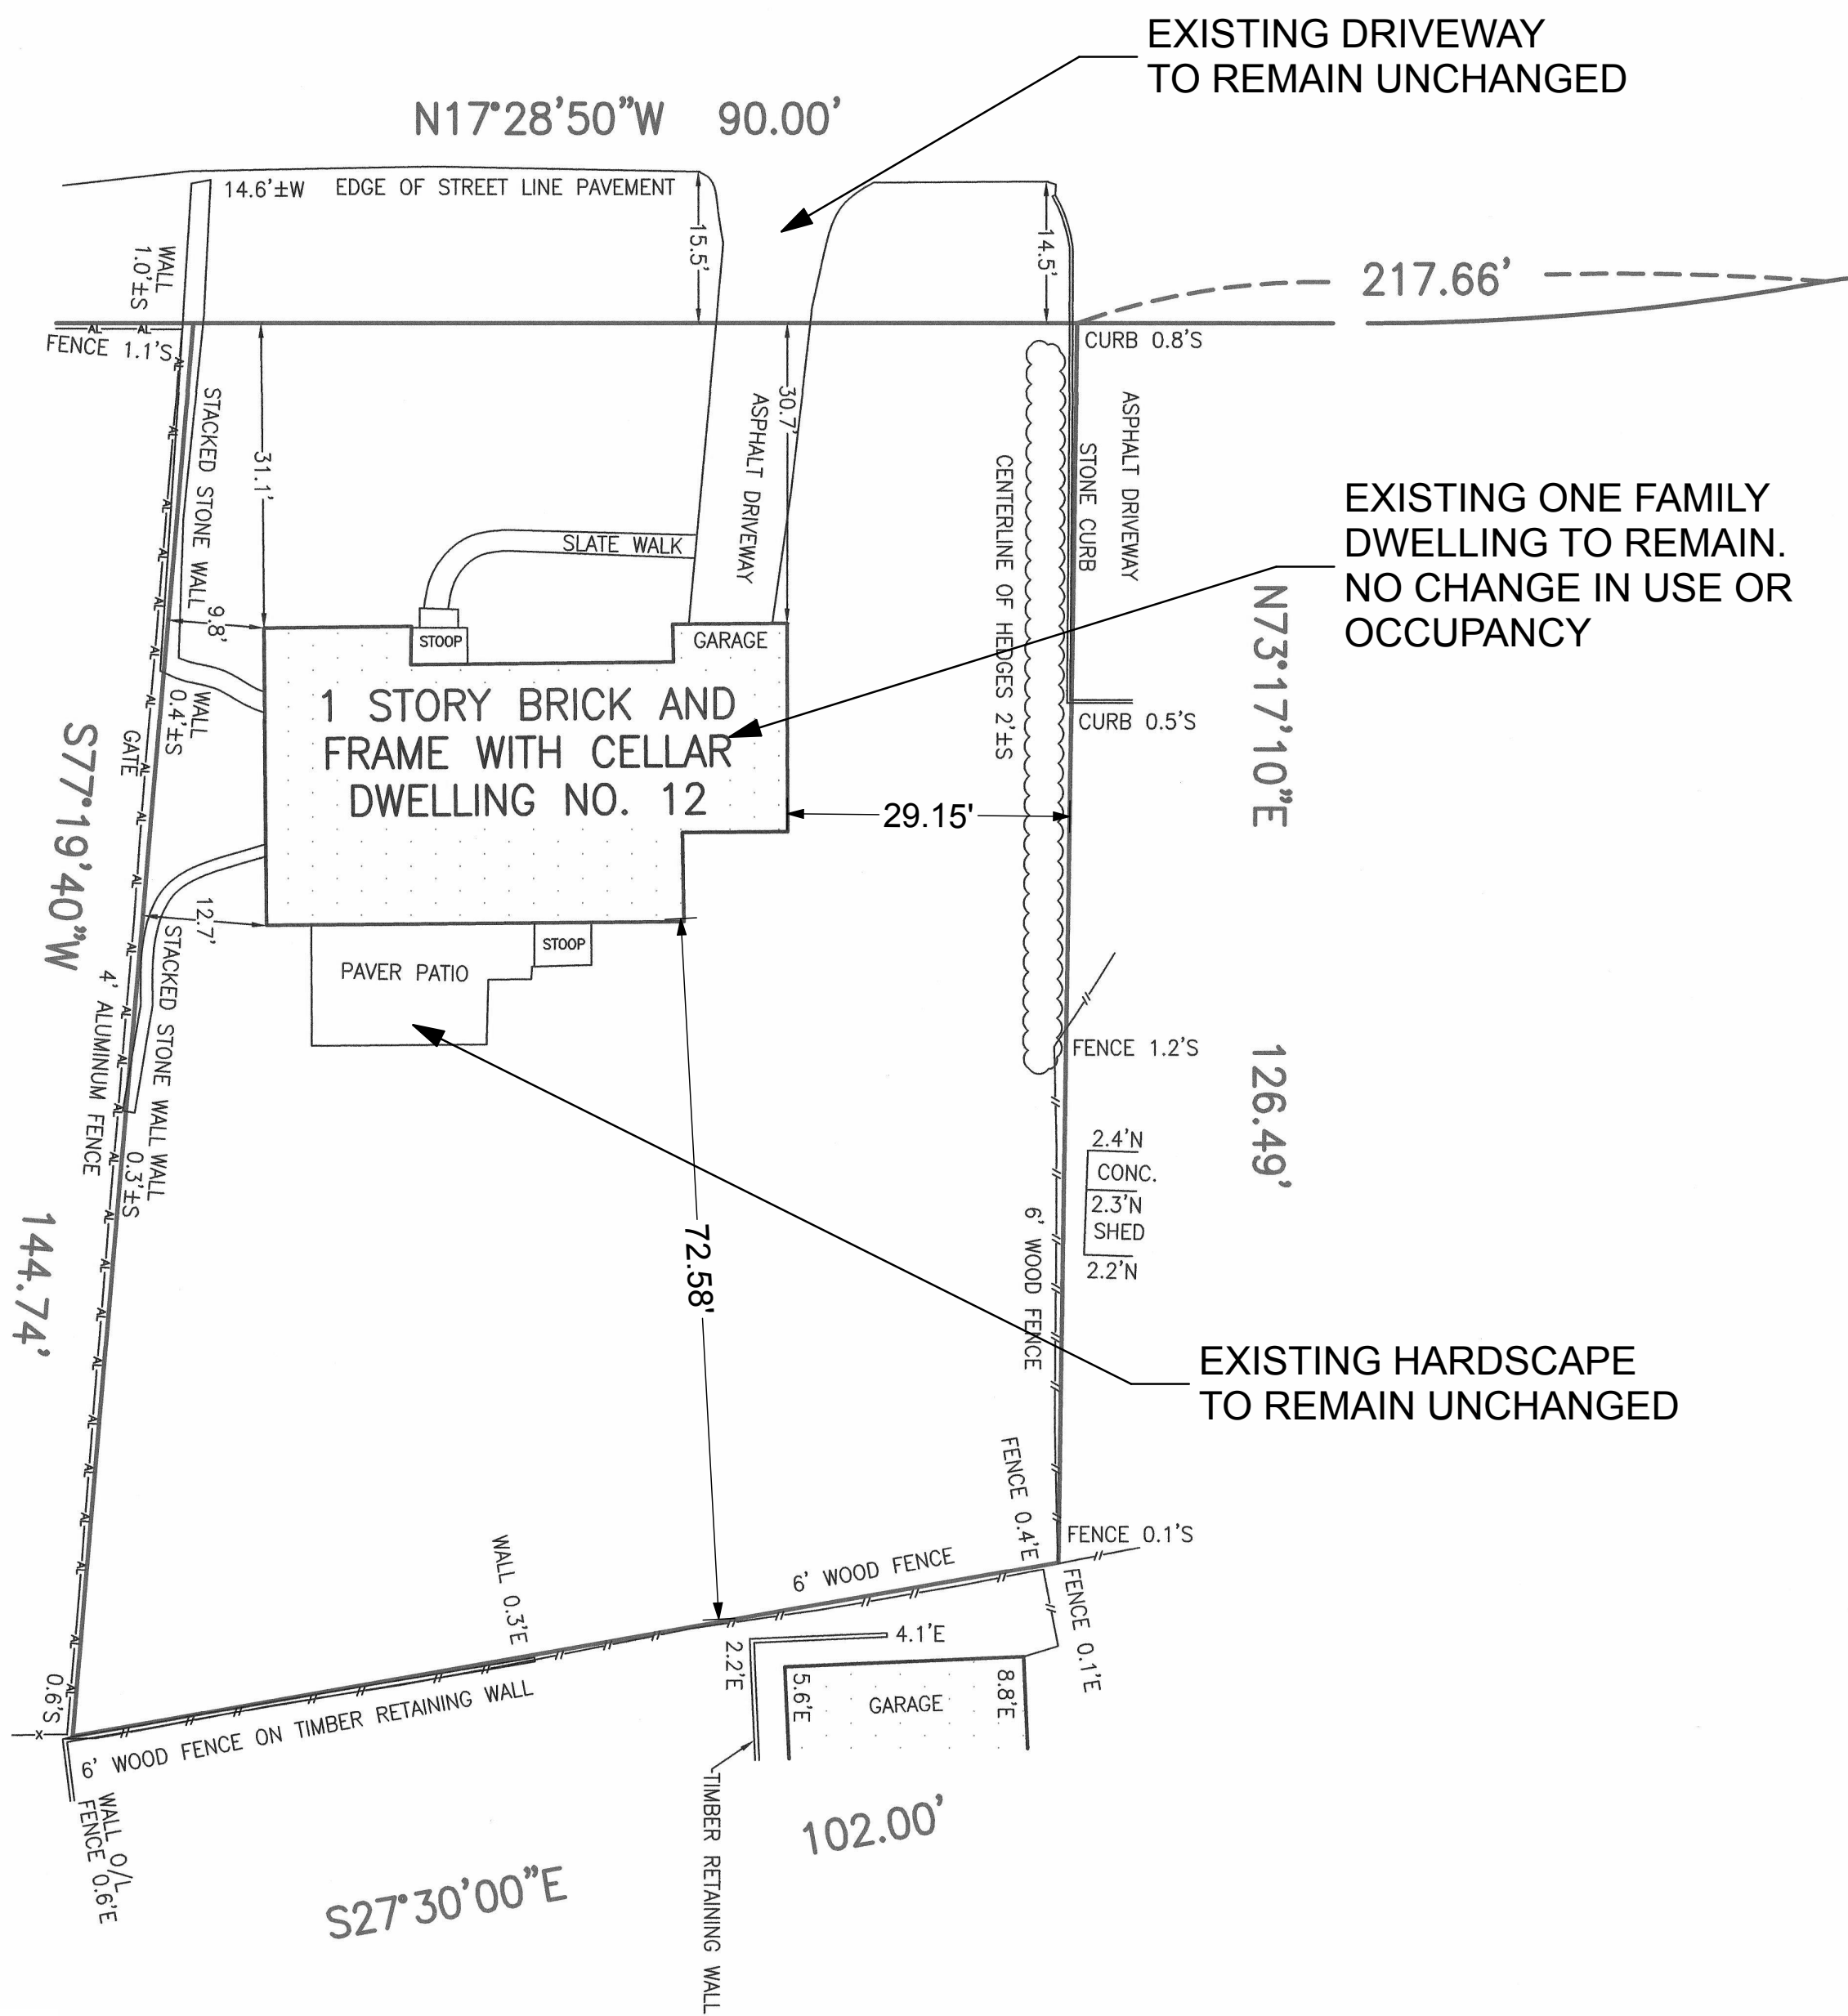 EXISTING DRIVEWAY
TO REMAIN UNCHANGED
N17°28'50"W 90.00'
14.6'±W EDGE OF STREET LINE PAVEMENT
15.5'
14.5'
WALL
1.0'±S
217.66'
AL AL
FENCE 1.1'S
CURB 0.8'S
STACKED STONE WALL
31.1'
30.7'
ASPHALT DRIVEWAY
CENTERLINE OF HEDGES 2'±S
STONE CURB
ASPHALT DRIVEWAY
EXISTING ONE FAMILY
DWELLING TO REMAIN.
NO CHANGE IN USE OR
OCCUPANCY
SLATE WALK
9.8'
STOOP
GARAGE
N73°17'10"E
126.49'
WALL
0.4'±S
GATE
1 STORY BRICK AND
FRAME WITH CELLAR
DWELLING NO. 12
CURB 0.5'S
29.15'
S77°19'40"W
144.74'
12.7'
STOOP
PAVER PATIO
4' ALUMINUM FENCE
STACKED STONE WALL WALL
0.3'±S
FENCE 1.2'S
2.4'N
CONC.
2.3'N
SHED
2.2'N
6' WOOD FENCE
72.58'
EXISTING HARDSCAPE
TO REMAIN UNCHANGED
FENCE 0.4'E
FENCE 0.1'S
WALL 0.3'E
6' WOOD FENCE
FENCE 0.1'E
4.1'E
2.2'E
5.6'E
GARAGE
8.8'E
0.6'S
6' WOOD FENCE ON TIMBER RETAINING WALL
WALL O/L
FENCE 0.6'E
TIMBER RETAINING WALL
102.00'
S27°30'00"E